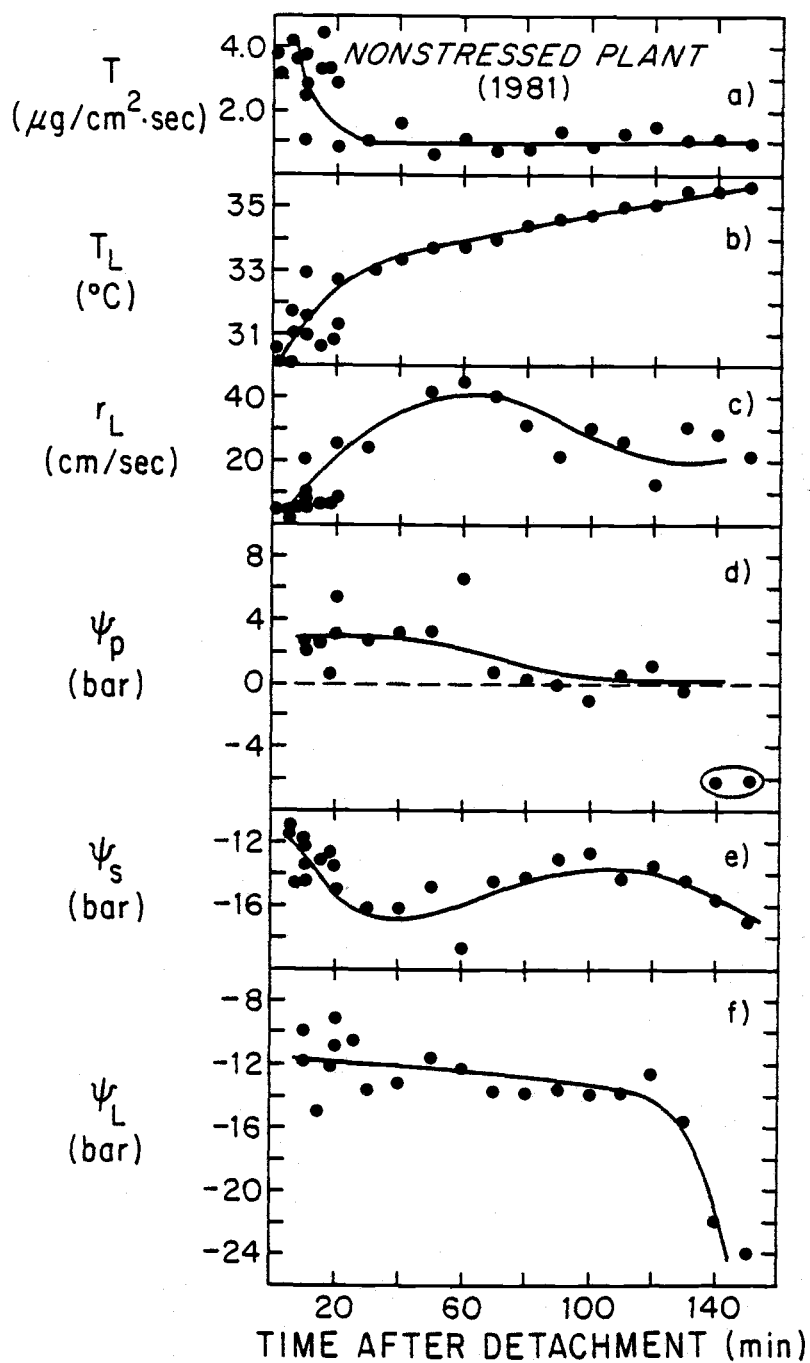 NONSTRESSED PLANT
(1981)
T
(μg/cm²·sec)
4.0
2.0
a)
T_L
(°C)
35
33
31
b)
r_L
(cm/sec)
40
20
c)
ψ_p
(bar)
8
4
0
-4
d)
ψ_s
(bar)
-12
-16
e)
ψ_L
(bar)
-8
-12
-16
-20
-24
f)
20 60 100 140
TIME AFTER DETACHMENT (min)